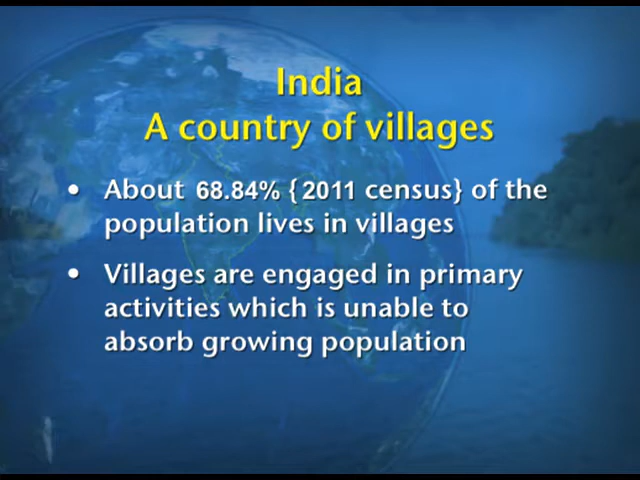 India
A country of villages
• About 68.84% {2011 census} of the
population lives in villages
• Villages are engaged in primary
activities which is unable to
absorb growing population